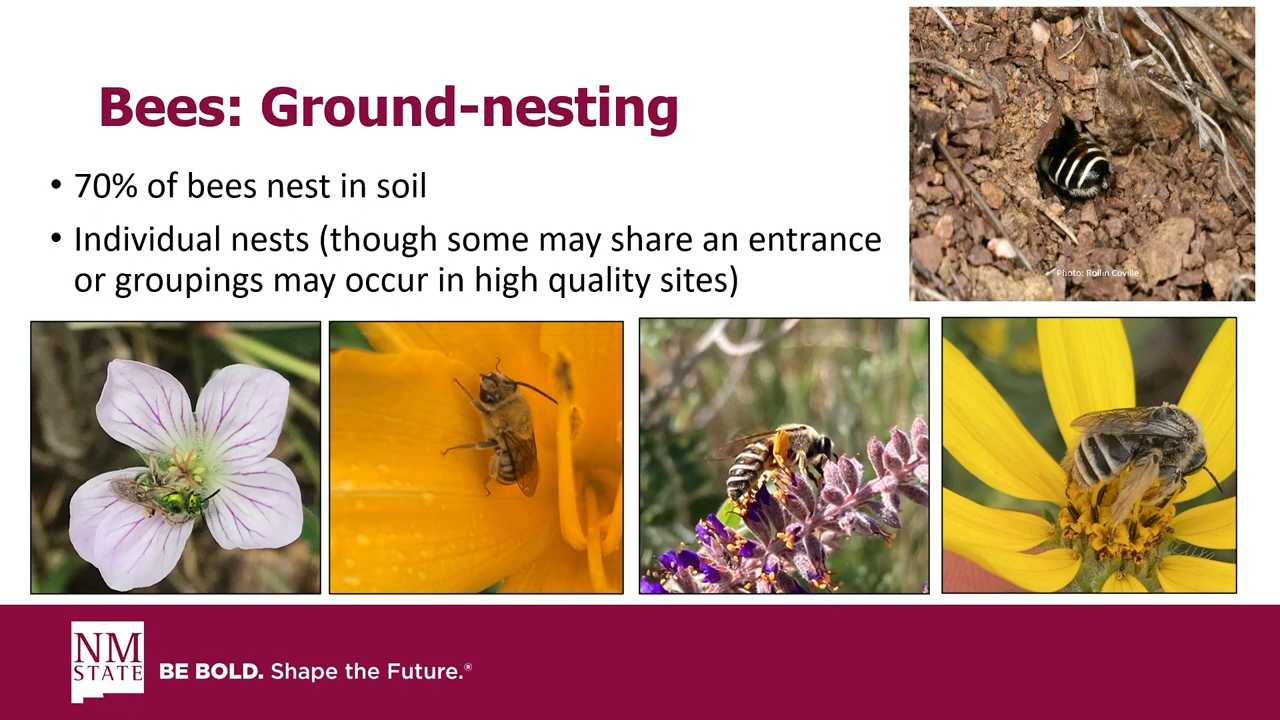 Bees: Ground-nesting
• 70% of bees nest in soil
• Individual nests (though some may share an entrance
or groupings may occur in high quality sites)
Photo: Rollin Coville
NM
STATE
BE BOLD. Shape the Future.®